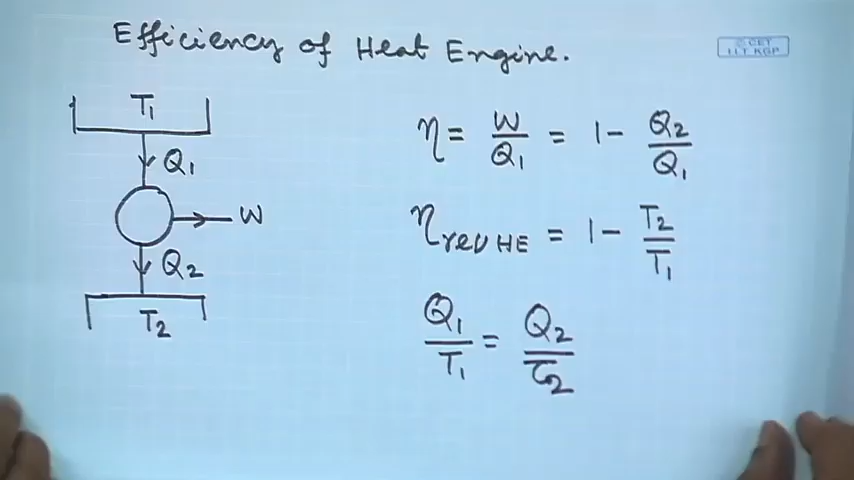 Efficiency of Heat Engine.
© CET
I.I.T. KGP
T₁
Q₁
W
Q₂
T₂
η = W/Q₁ = 1 - Q₂/Q₁
η rev HE = 1 - T₂/T₁
Q₁/T₁ = Q₂/T₂